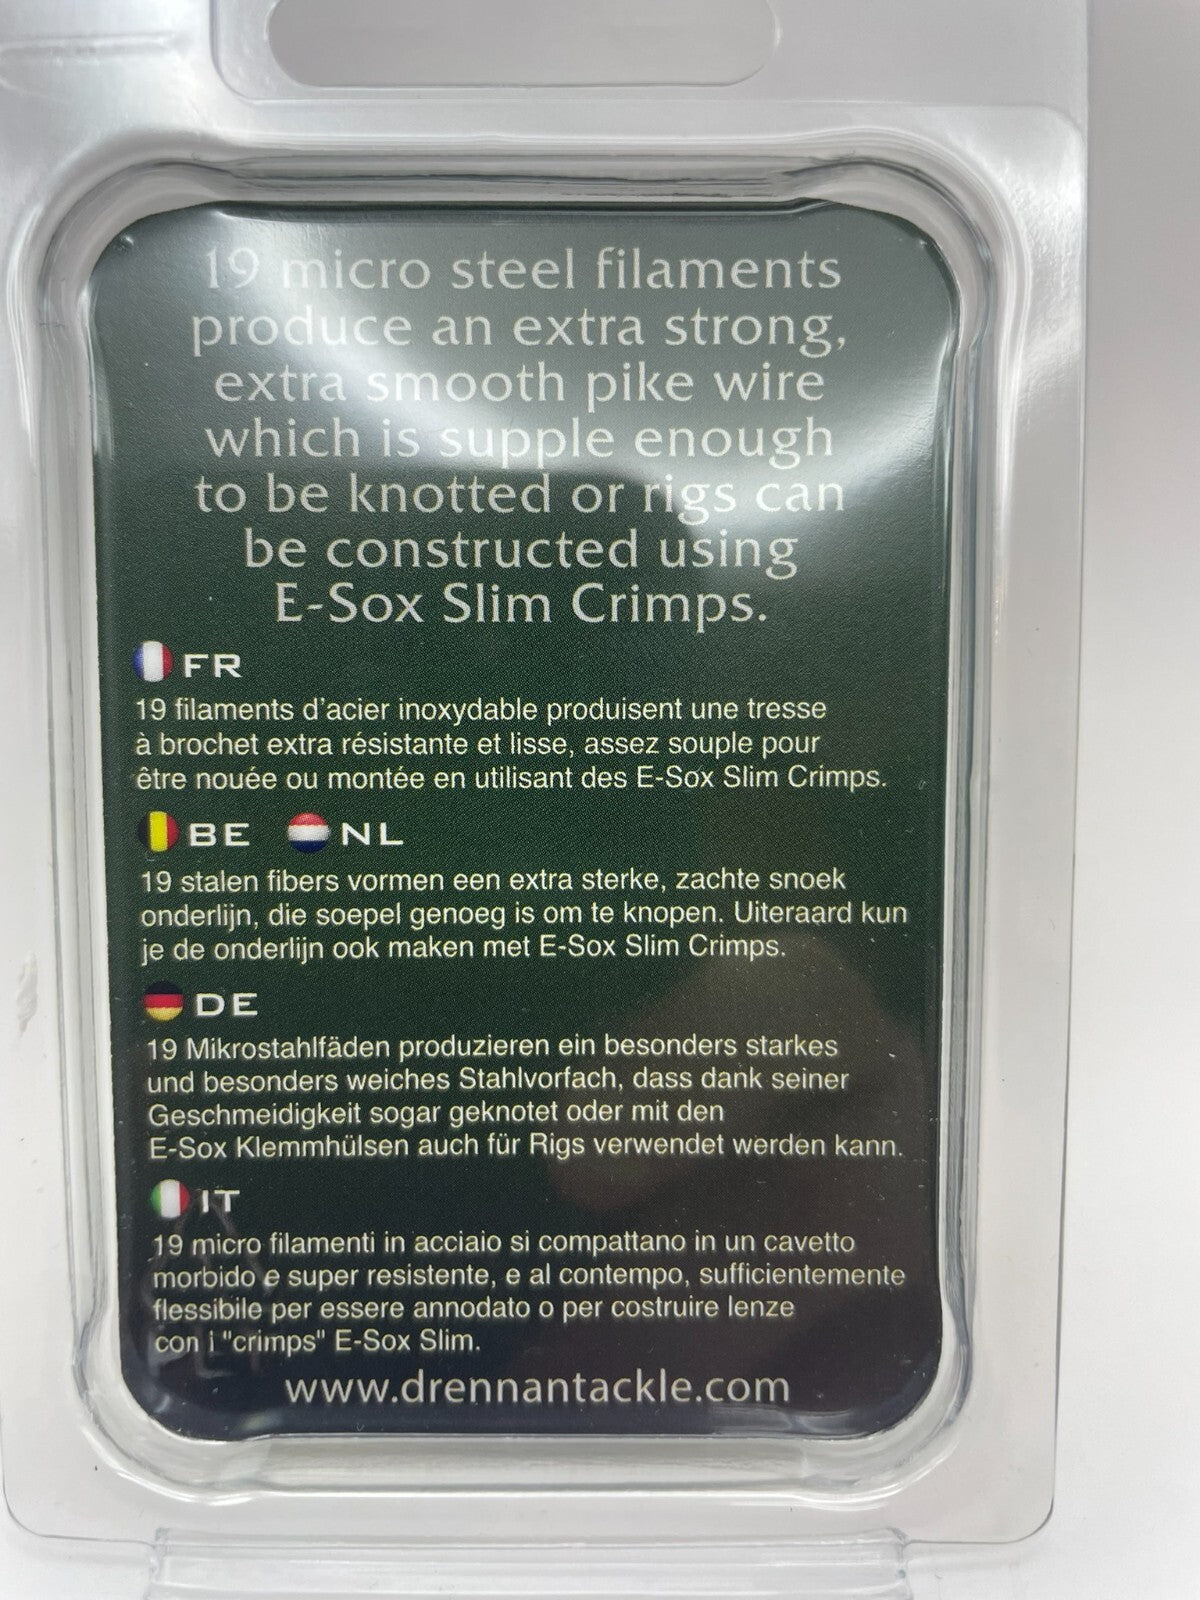 19 micro steel filaments
produce an extra strong,
extra smooth pike wire
which is supple enough
to be knotted or rigs can
be constructed using
E-Sox Slim Crimps.
FR
19 filaments d'acier inoxydable produisent une tresse
à brochet extra résistante et lisse, assez souple pour
être nouée ou montée en utilisant des E-Sox Slim Crimps.
BE NL
19 stalen fibers vormen een extra sterke, zachte snoek
onderlijn, die soepel genoeg is om te knopen. Uiteraard kun
je de onderlijn ook maken met E-Sox Slim Crimps.
DE
19 Mikrostahlfäden produzieren ein besonders starkes
und besonders weiches Stahlvorfach, dass dank seiner
Geschmeidigkeit sogar geknotet oder mit den
E-Sox Klemmhülsen auch für Rigs verwendet werden kann.
IT
19 micro filamenti in acciaio si compattano in un cavetto
morbido e super resistente, e al contempo, sufficientemente
flessibile per essere annodato o per costruire lenze
con i "crimps" E-Sox Slim.
www.drennantackle.com